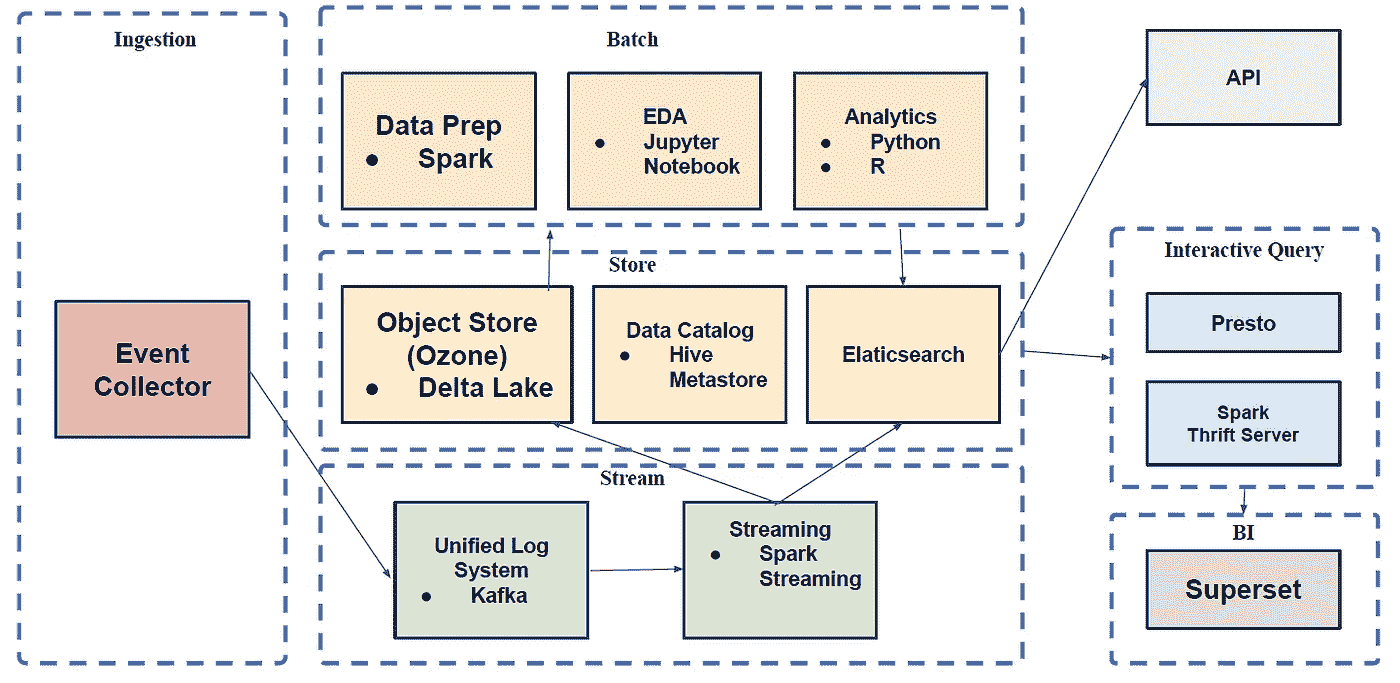 Ingestion
Event
Collector
Batch
Data Prep
● Spark
EDA
● Jupyter
Notebook
Analytics
● Python
● R
Store
Object Store
(Ozone)
● Delta Lake
Data Catalog
● Hive
Metastore
Elaticsearch
Stream
Unified Log
System
● Kafka
Streaming
● Spark
Streaming
API
Interactive Query
Presto
Spark
Thrift Server
BI
Superset